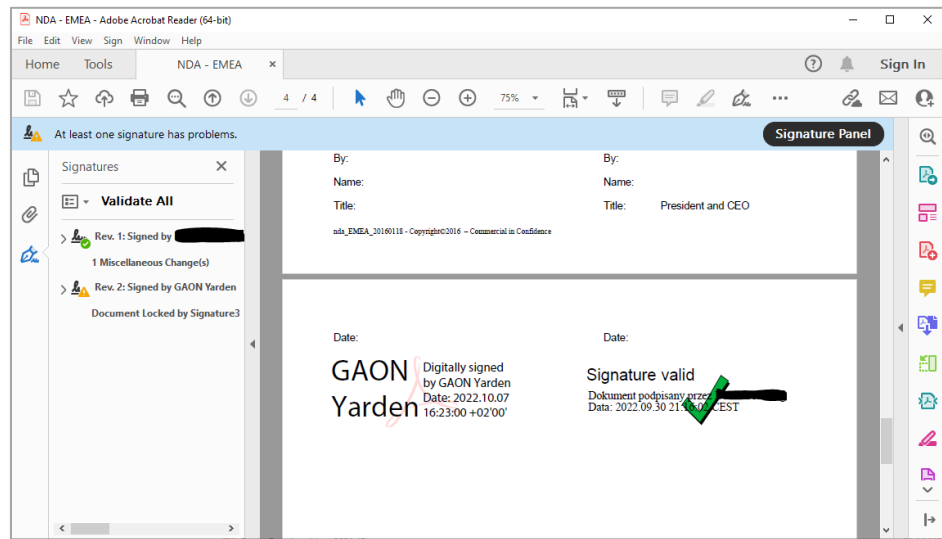 NDA - EMEA - Adobe Acrobat Reader (64-bit)
File Edit View Sign Window Help
Home Tools NDA - EMEA × Sign In
4 / 4 75%
At least one signature has problems.
Signature Panel
Signatures
Validate All
Rev. 1: Signed by
1 Miscellaneous Change(s)
Rev. 2: Signed by GAON Yarden
Document Locked by Signature3
By: By:
Name: Name:
Title: Title: President and CEO
nda_EMEA_20160118 - Copyright©2016 – Commercial in Confidence
Date: Date:
GAON
Yarden
Digitally signed
by GAON Yarden
Date: 2022.10.07
16:23:00 +02'00'
Signature valid
Dokument podpisany przez
Data: 2022.09.30 21:16:02 CEST